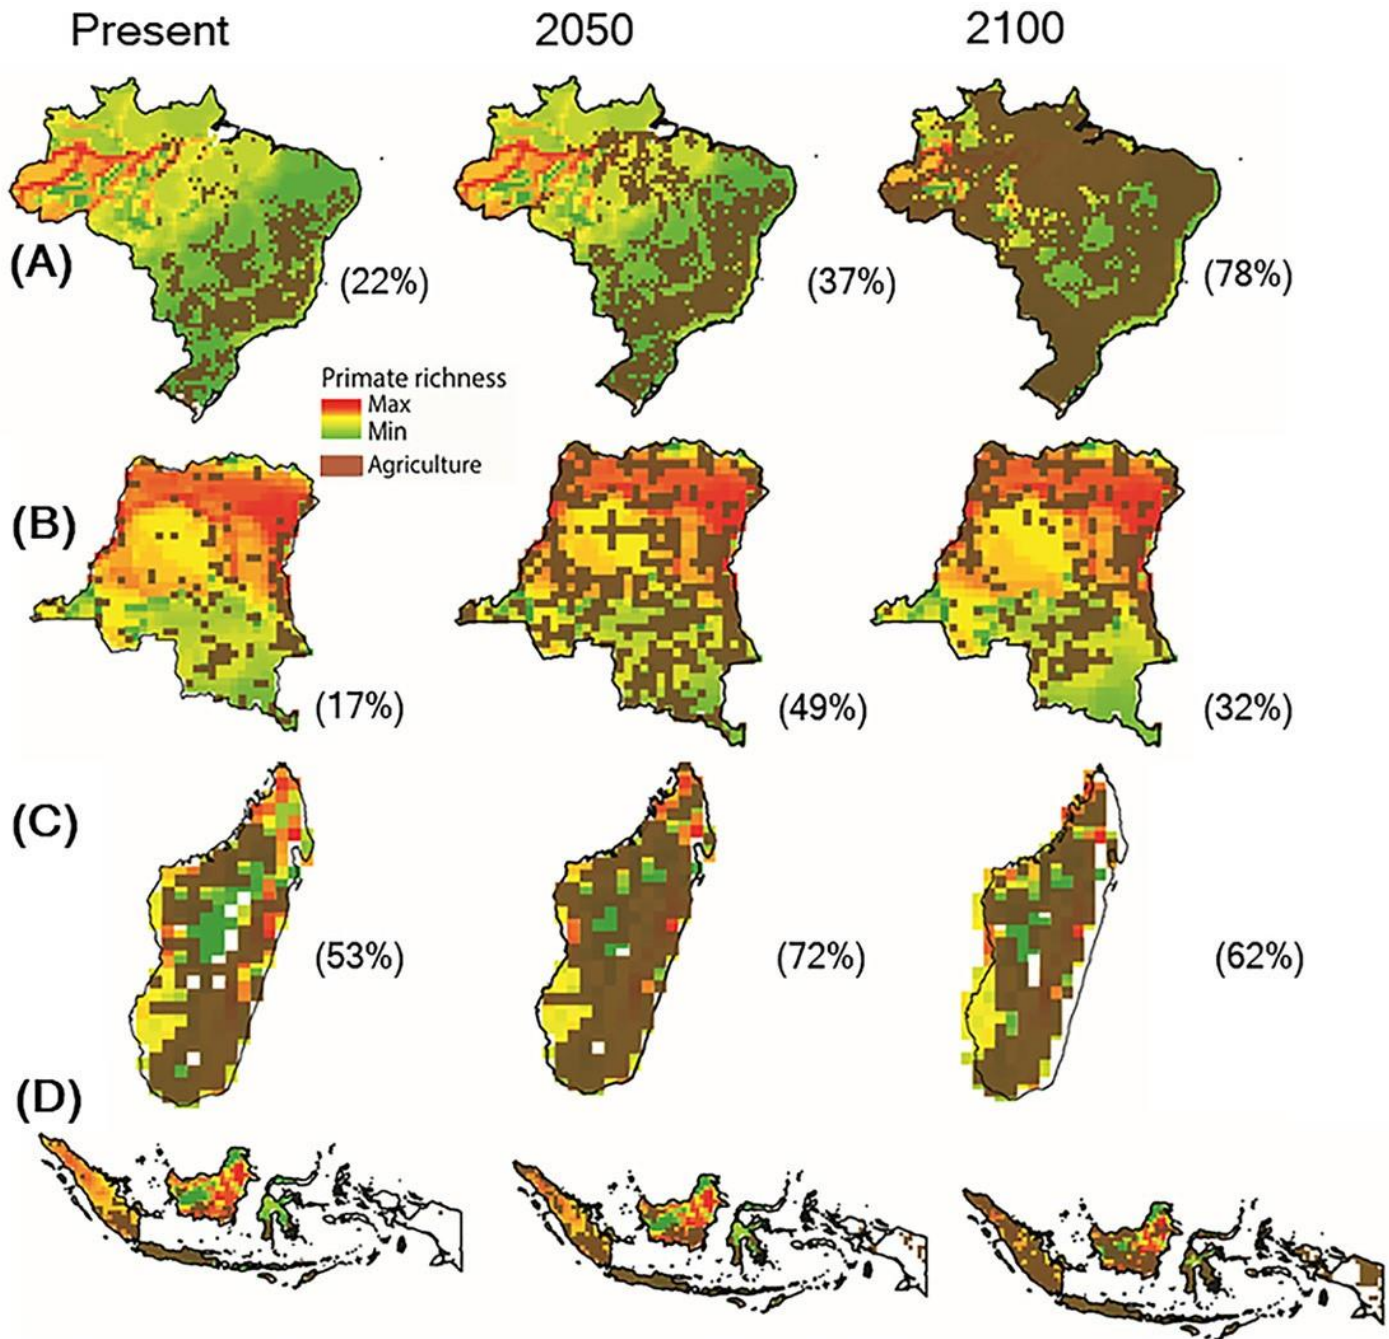 Present 2050 2100
(A)
(22%) (37%) (78%)
Primate richness
Max
Min
Agriculture
(B)
(17%) (49%) (32%)
(C)
(53%) (72%) (62%)
(D)